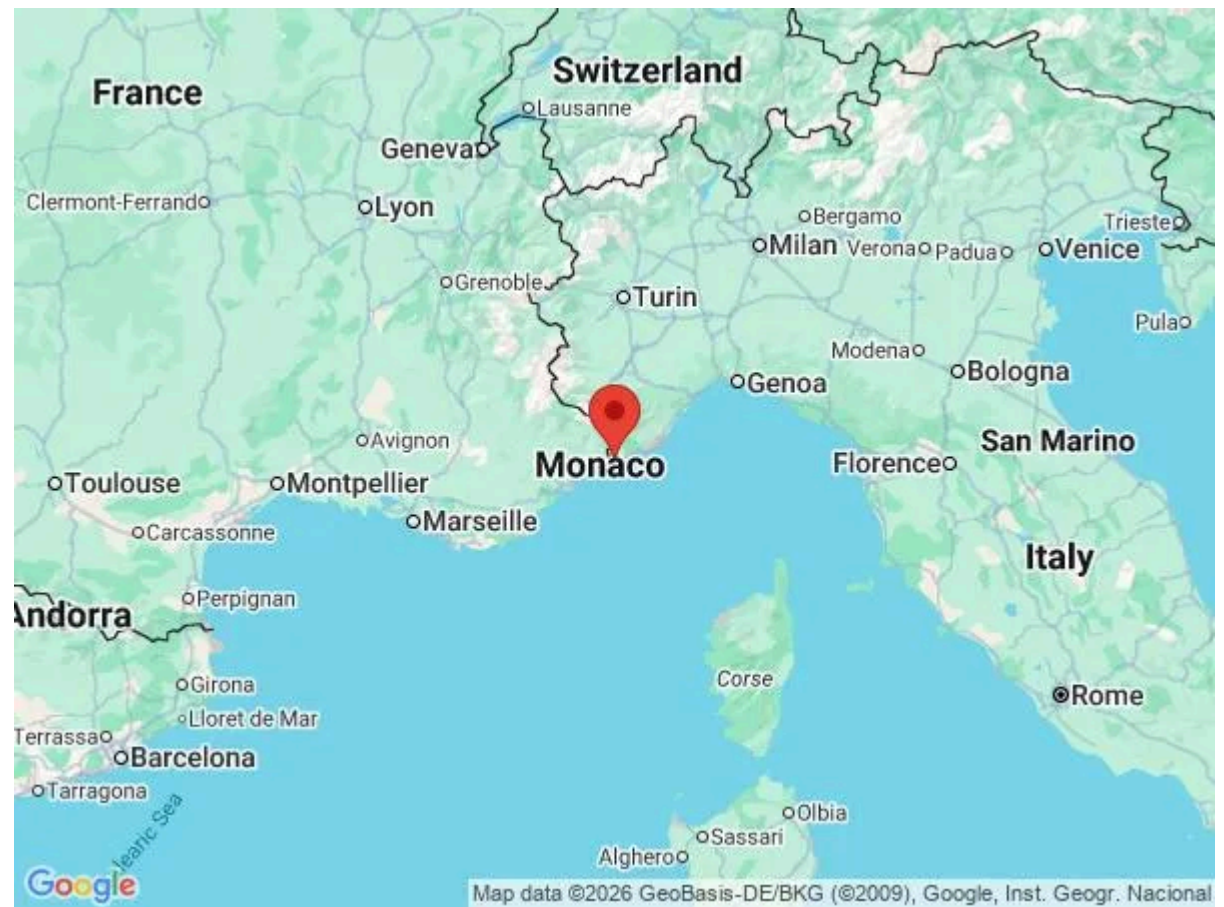 France
Switzerland
Lausanne
Geneva
Clermont-Ferrand
Lyon
Bergamo
Trieste
Milan
Verona
Padua
Venice
Grenoble
Turin
Pula
Modena
Bologna
Genoa
Avignon
San Marino
Monaco
Florence
Toulouse
Montpellier
Marseille
Carcassonne
Italy
Perpignan
Andorra
Corse
Girona
Rome
Lloret de Mar
Terrassa
Barcelona
Tarragona
Olbia
Sassari
Alghero
learic Sea
Google
Map data ©2026 GeoBasis-DE/BKG (©2009), Google, Inst. Geogr. Nacional